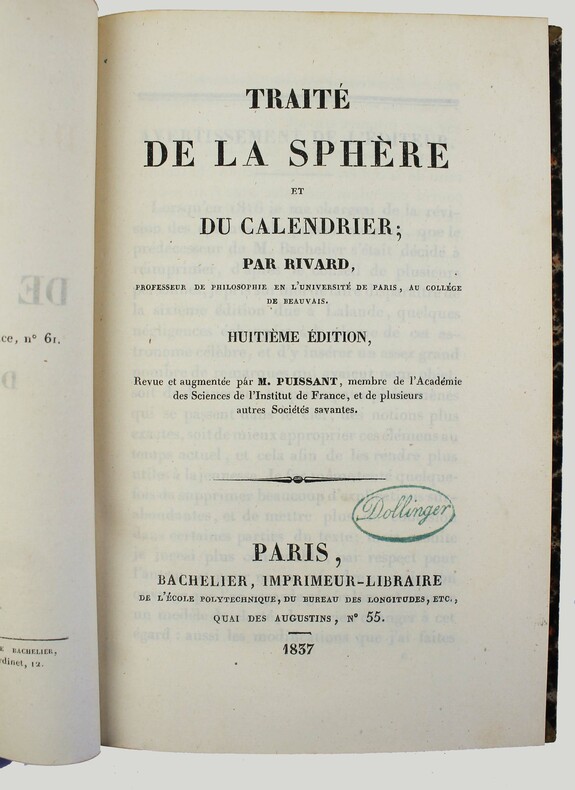 TRAITÉ
DE LA SPHÈRE
ET
DU CALENDRIER;
PAR RIVARD,
PROFESSEUR DE PHILOSOPHIE EN L'UNIVERSITÉ DE PARIS, AU COLLÉGE
DE BEAUVAIS.
HUITIÈME ÉDITION,
Revue et augmentée par M. PUISSANT, membre de l'Académie
des Sciences de l'Institut de France, et de plusieurs
autres Sociétés savantes.
Dollinger
PARIS,
BACHELIER, IMPRIMEUR-LIBRAIRE
DE L'ÉCOLE POLYTECHNIQUE, DU BUREAU DES LONGITUDES, ETC.,
QUAI DES AUGUSTINS, N° 55.
1837
n° 61.
BACHELIER,
12.